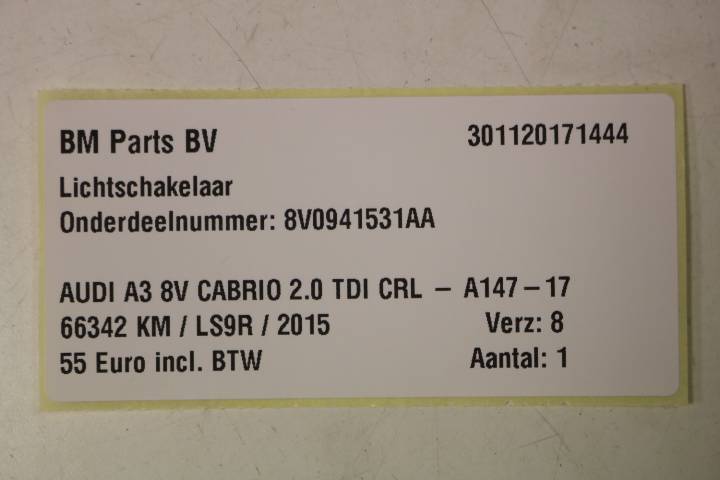 BM Parts BV 301120171444
Lichtschakelaar
Onderdeelnummer: 8V0941531AA
AUDI A3 8V CABRIO 2.0 TDI CRL – A147–17
66342 KM / LS9R / 2015 Verz: 8
55 Euro incl. BTW Aantal: 1